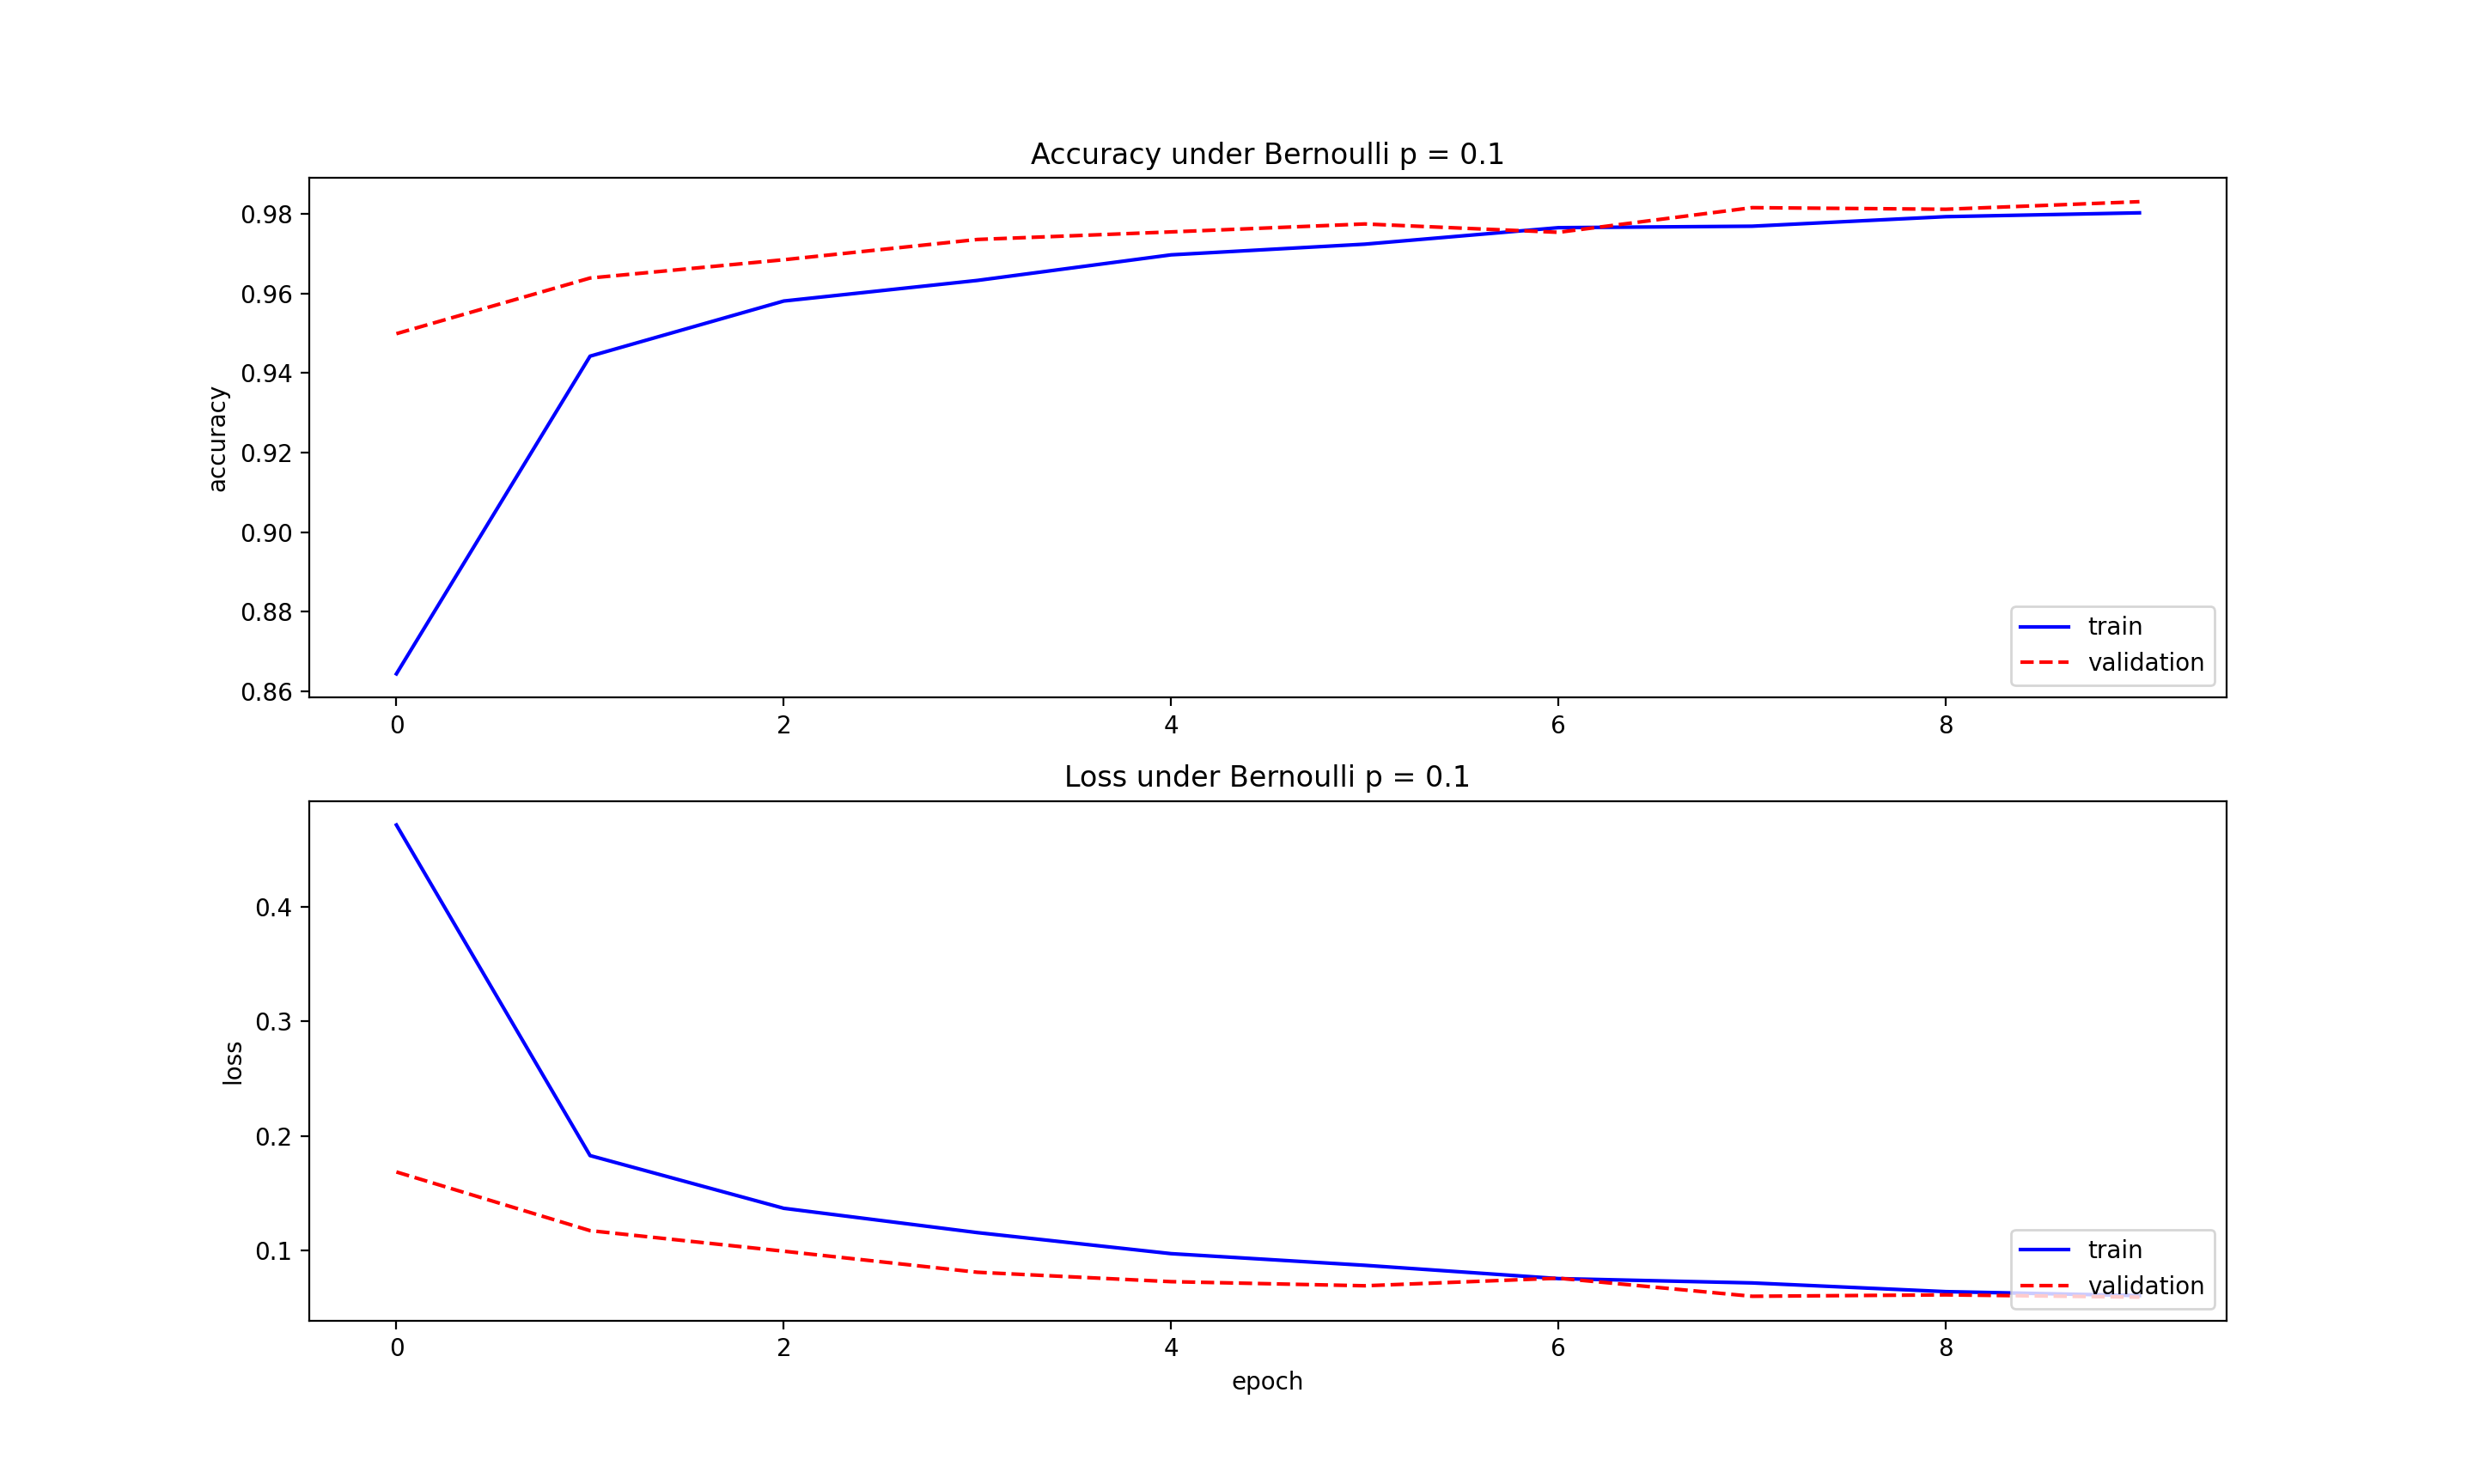 Accuracy under Bernoulli p = 0.1
accuracy
0.98
0.96
0.94
0.92
0.90
0.88
0.86
0 2 4 6 8
train
validation
Loss under Bernoulli p = 0.1
loss
0.4
0.3
0.2
0.1
0 2 4 6 8
epoch
train
validation